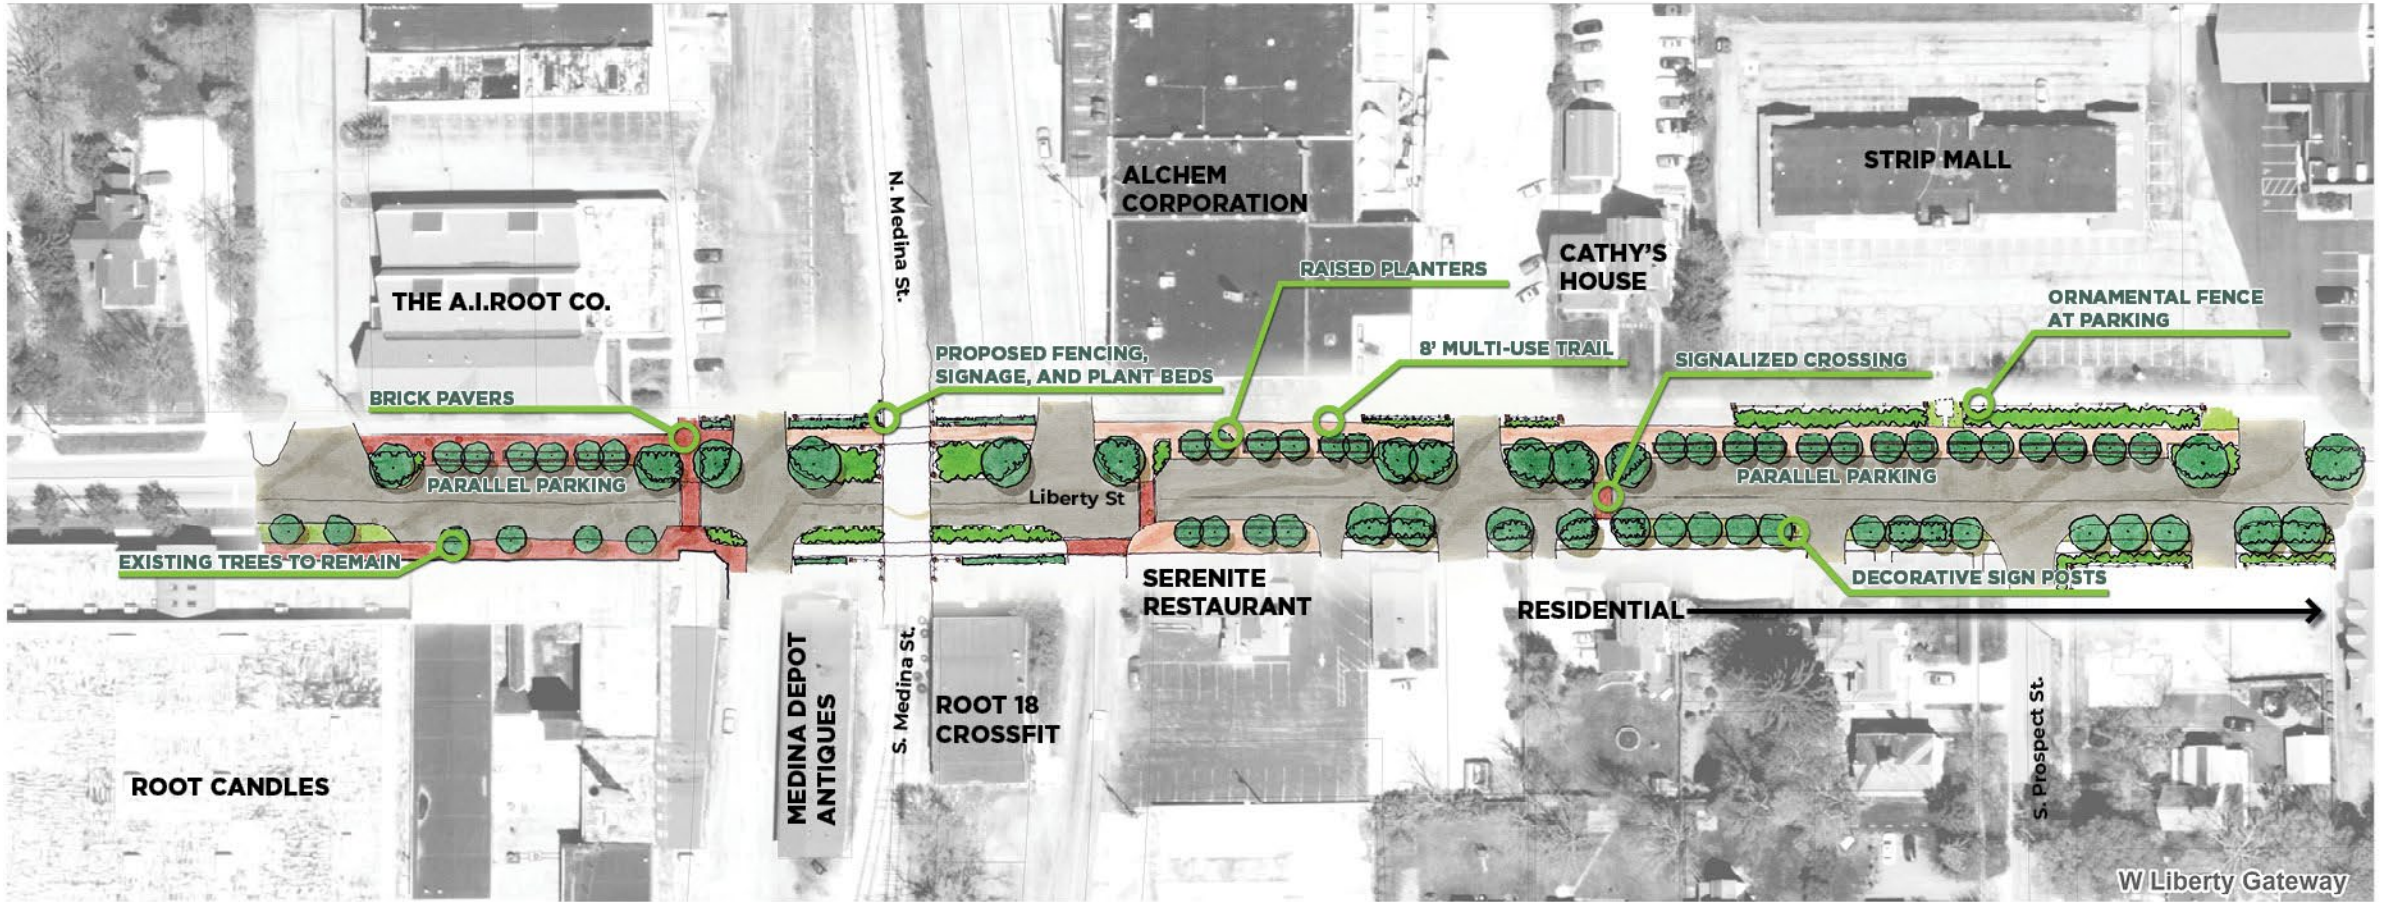 STRIP MALL
ALCHEM
CORPORATION
N. Medina St.
CATHY'S
HOUSE
RAISED PLANTERS
ORNAMENTAL FENCE
AT PARKING
THE A.I.ROOT CO.
PROPOSED FENCING,
SIGNAGE, AND PLANT BEDS
8' MULTI-USE TRAIL
SIGNALIZED CROSSING
BRICK PAVERS
PARALLEL PARKING
Liberty St
PARALLEL PARKING
EXISTING TREES TO REMAIN
SERENITE
RESTAURANT
DECORATIVE SIGN POSTS
RESIDENTIAL
MEDINA DEPOT
ANTIQUES
S. Medina St.
ROOT 18
CROSSFIT
S. Prospect St.
ROOT CANDLES
W Liberty Gateway